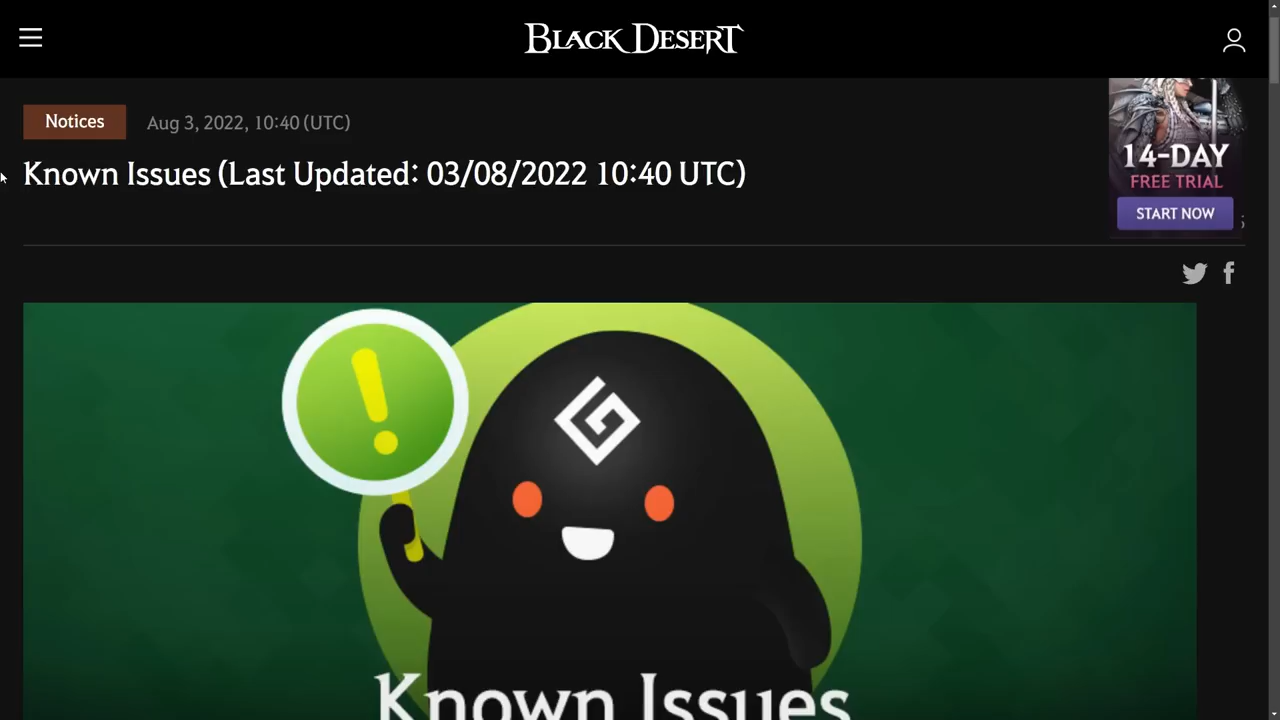 BLACK DESERT
Notices
Aug 3, 2022, 10:40 (UTC)
Known Issues (Last Updated: 03/08/2022 10:40 UTC)
14-DAY
FREE TRIAL
START NOW
Known Issues